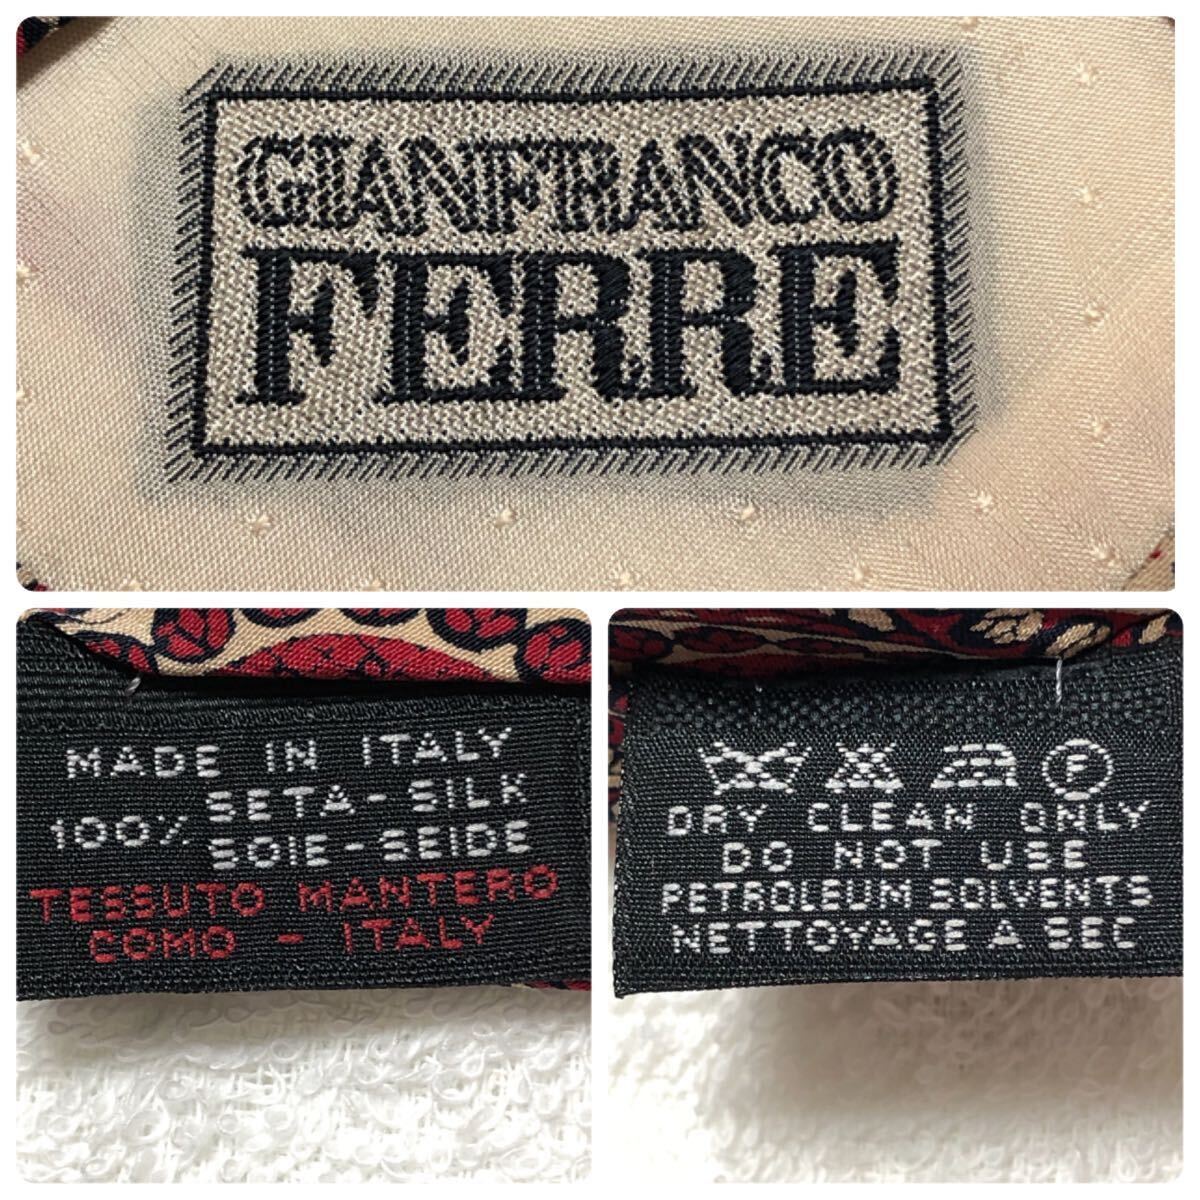 GIANFRANCO
FERRE
MADE IN ITALY
100% SETA-SILK
SOIE-SEIDE
TESSUTO MANTERO
COMO - ITALY
F
DRY CLEAN ONLY
DO NOT USE
PETROLEUM SOLVENTS
NETTOYAGE A SEC